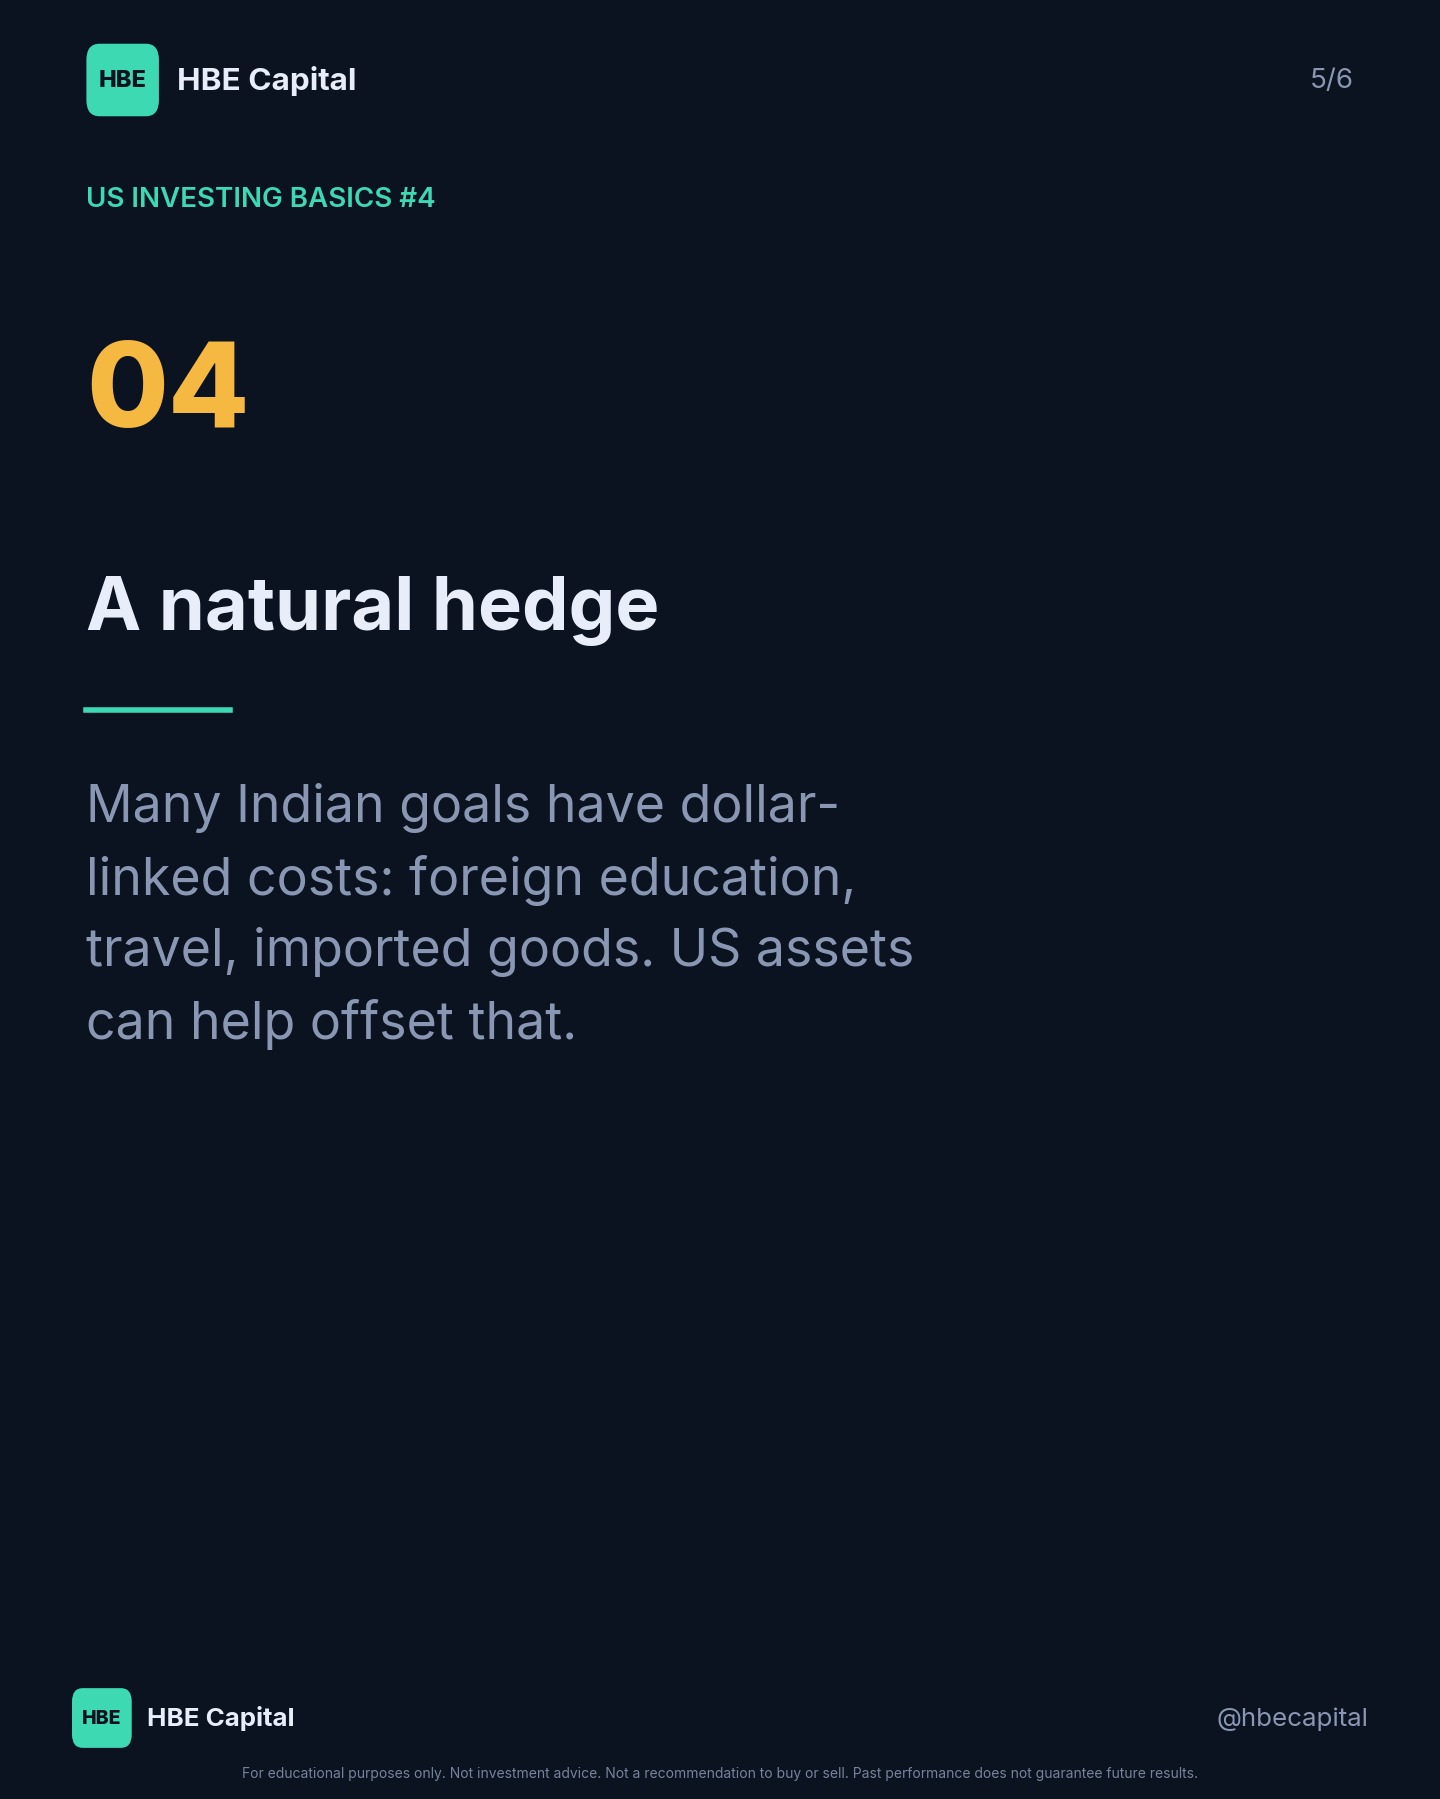 HBE HBE Capital 5/6
US INVESTING BASICS #4
04
A natural hedge
Many Indian goals have dollar-
linked costs: foreign education,
travel, imported goods. US assets
can help offset that.
HBE HBE Capital @hbecapital
For educational purposes only. Not investment advice. Not a recommendation to buy or sell. Past performance does not guarantee future results.